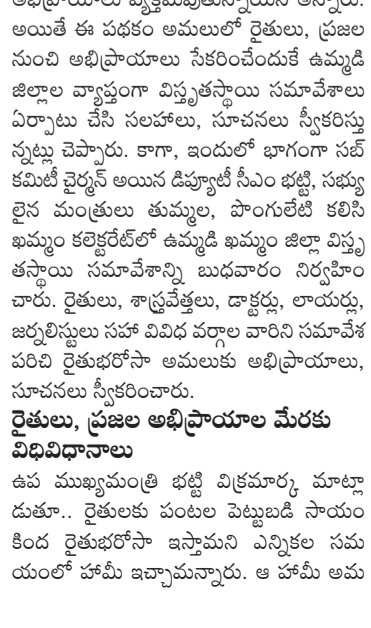 అభిప్రాయాలు వ్యక్తమవుతున్నాయని అన్నారు.
అయితే ఈ పథకం అమలులో రైతులు, ప్రజల
నుంచి అభిప్రాయాలు సేకరించేందుకే ఉమ్మడి
జిల్లాల వ్యాప్తంగా విస్తృతస్థాయి సమావేశాలు
ఏర్పాటు చేసి సలహాలు, సూచనలు స్వీకరిస్తు
న్నట్లు చెప్పారు. కాగా, ఇందులో భాగంగా సబ్
కమిటీ చైర్మన్ అయిన డిప్యూటీ సీఎం భట్టి, సభ్యు
లైన మంత్రులు తుమ్మల, పొంగులేటి కలిసి
ఖమ్మం కలెక్టరేట్‌లో ఉమ్మడి ఖమ్మం జిల్లా విస్తృ
తస్థాయి సమావేశాన్ని బుధవారం నిర్వహిం
చారు. రైతులు, శాస్త్రవేత్తలు, డాక్టర్లు, లాయర్లు,
జర్నలిస్టులు సహా వివిధ వర్గాల వారిని సమావేశ
పరిచి రైతుభరోసా అమలుకు అభిప్రాయాలు,
సూచనలు స్వీకరించారు.
రైతులు, ప్రజల అభిప్రాయాల మేరకు
విధివిధానాలు
ఉప ముఖ్యమంత్రి భట్టి విక్రమార్క మాట్లా
డుతూ.. రైతులకు పంటల పెట్టుబడి సాయం
కింద రైతుభరోసా ఇస్తామని ఎన్నికల సమ
యంలో హామీ ఇచ్చామన్నారు. ఆ హామీ అమ